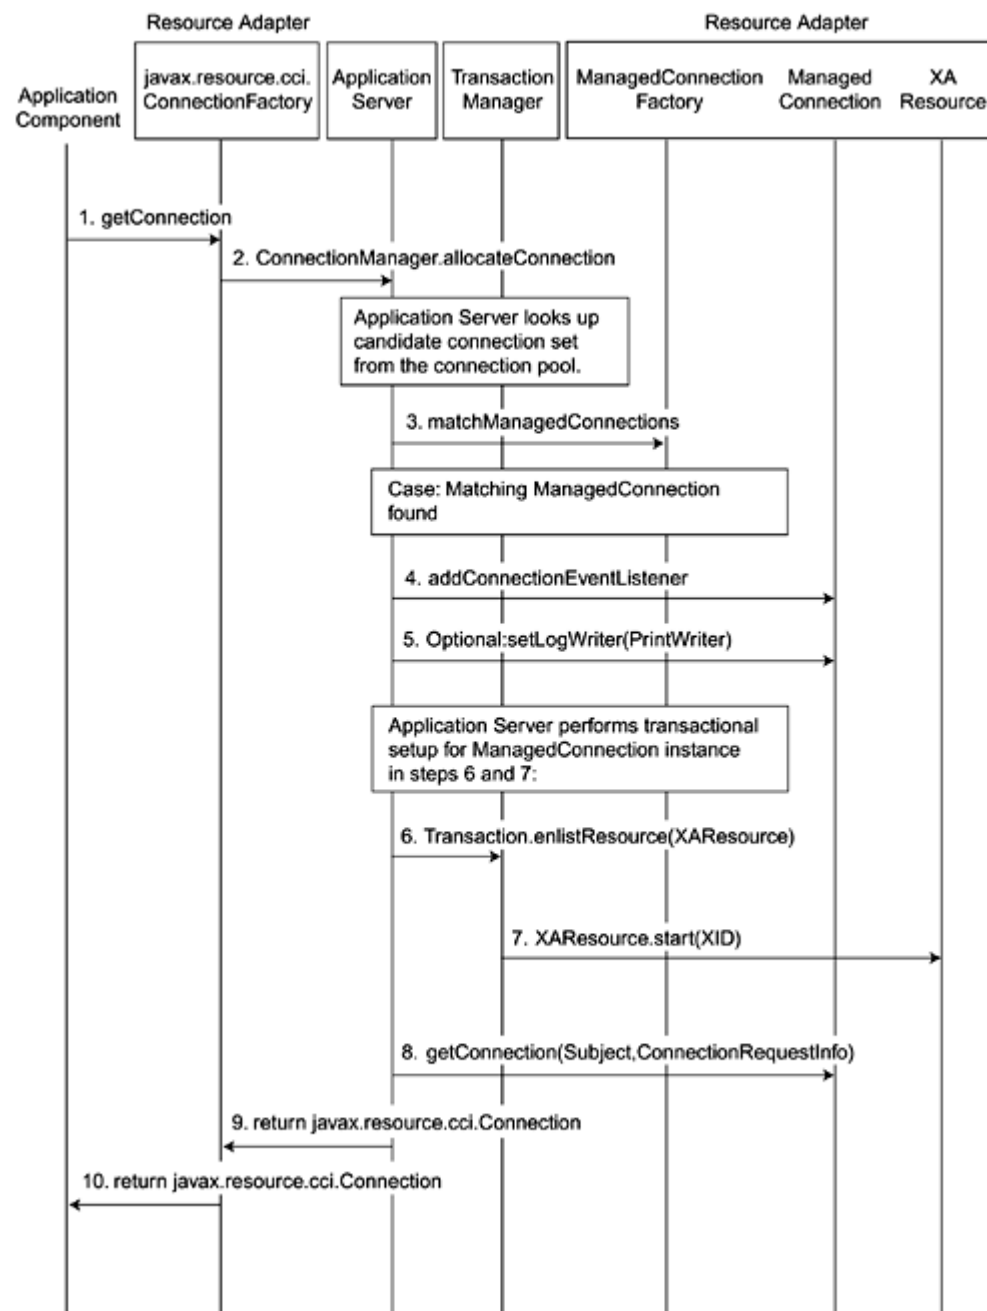 Resource Adapter
Resource Adapter
Application
Component
javax.resource.cci.
ConnectionFactory
Application
Server
Transaction
Manager
ManagedConnection
Factory
Managed
Connection
XA
Resource
1. getConnection
2. ConnectionManager.allocateConnection
Application Server looks up
candidate connection set
from the connection pool.
3. matchManagedConnections
Case: Matching ManagedConnection
found
4. addConnectionEventListener
5. Optional:setLogWriter(PrintWriter)
Application Server performs transactional
setup for ManagedConnection instance
in steps 6 and 7:
6. Transaction.enlistResource(XAResource)
7. XAResource.start(XID)
8. getConnection(Subject,ConnectionRequestInfo)
9. return javax.resource.cci.Connection
10. return javax.resource.cci.Connection